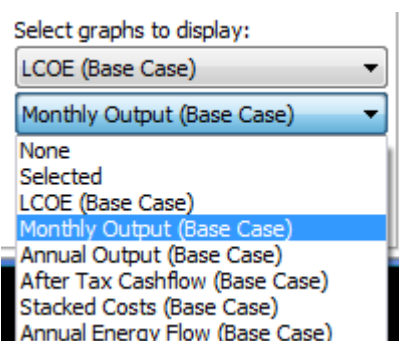 Select graphs to display:
LCOE (Base Case)
Monthly Output (Base Case)
None
Selected
LCOE (Base Case)
Monthly Output (Base Case)
Annual Output (Base Case)
After Tax Cashflow (Base Case)
Stacked Costs (Base Case)
Annual Energy Flow (Base Case)